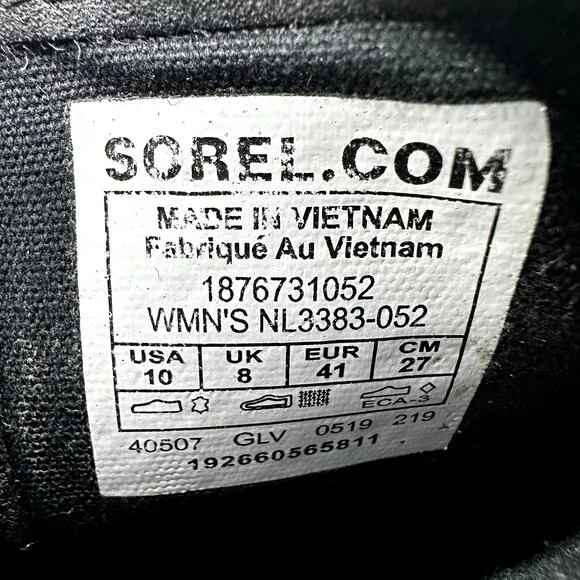 SOREL.COM
MADE IN VIETNAM
Fabriqué Au Vietnam
1876731052
WMN'S NL3383-052
USA UK EUR CM
10 8 41 27
ECA-3
40507 GLV 0519 219
192660565811